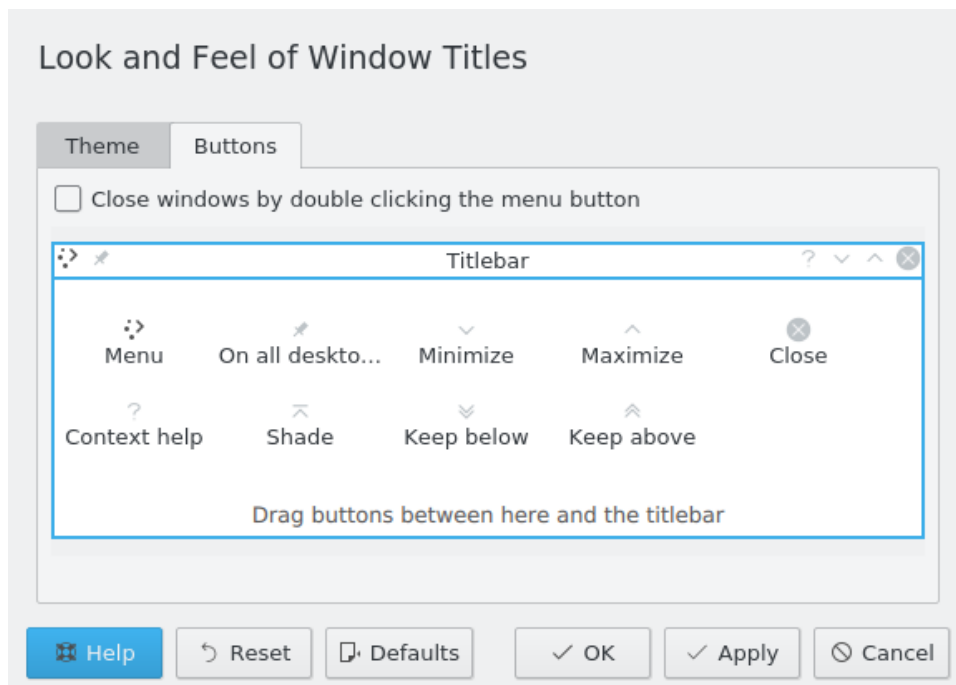 Look and Feel of Window Titles
Theme Buttons
Close windows by double clicking the menu button
Titlebar ?
Menu On all deskto... Minimize Maximize Close
?
Context help Shade Keep below Keep above
Drag buttons between here and the titlebar
Help Reset Defaults OK Apply Cancel